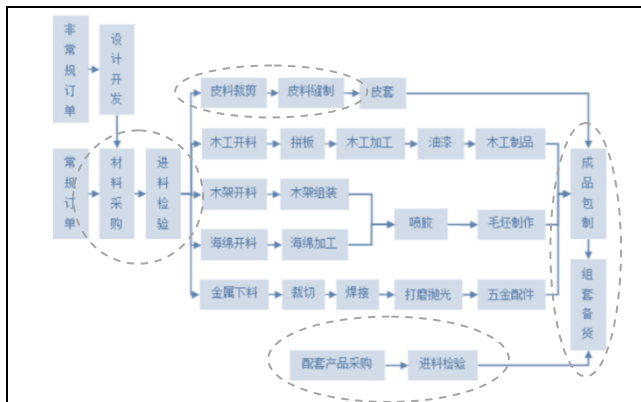 非常规订单
设计开发
皮料裁剪
皮料缝制
皮套
木工开料
拼板
木工加工
油漆
木工制品
常规订单
材料采购
进料检验
木架开料
木架组装
喷胶
毛坯制作
海绵开料
海绵加工
成品包制
金属下料
裁切
焊接
打磨抛光
五金配件
组套备货
配套产品采购
进料检验